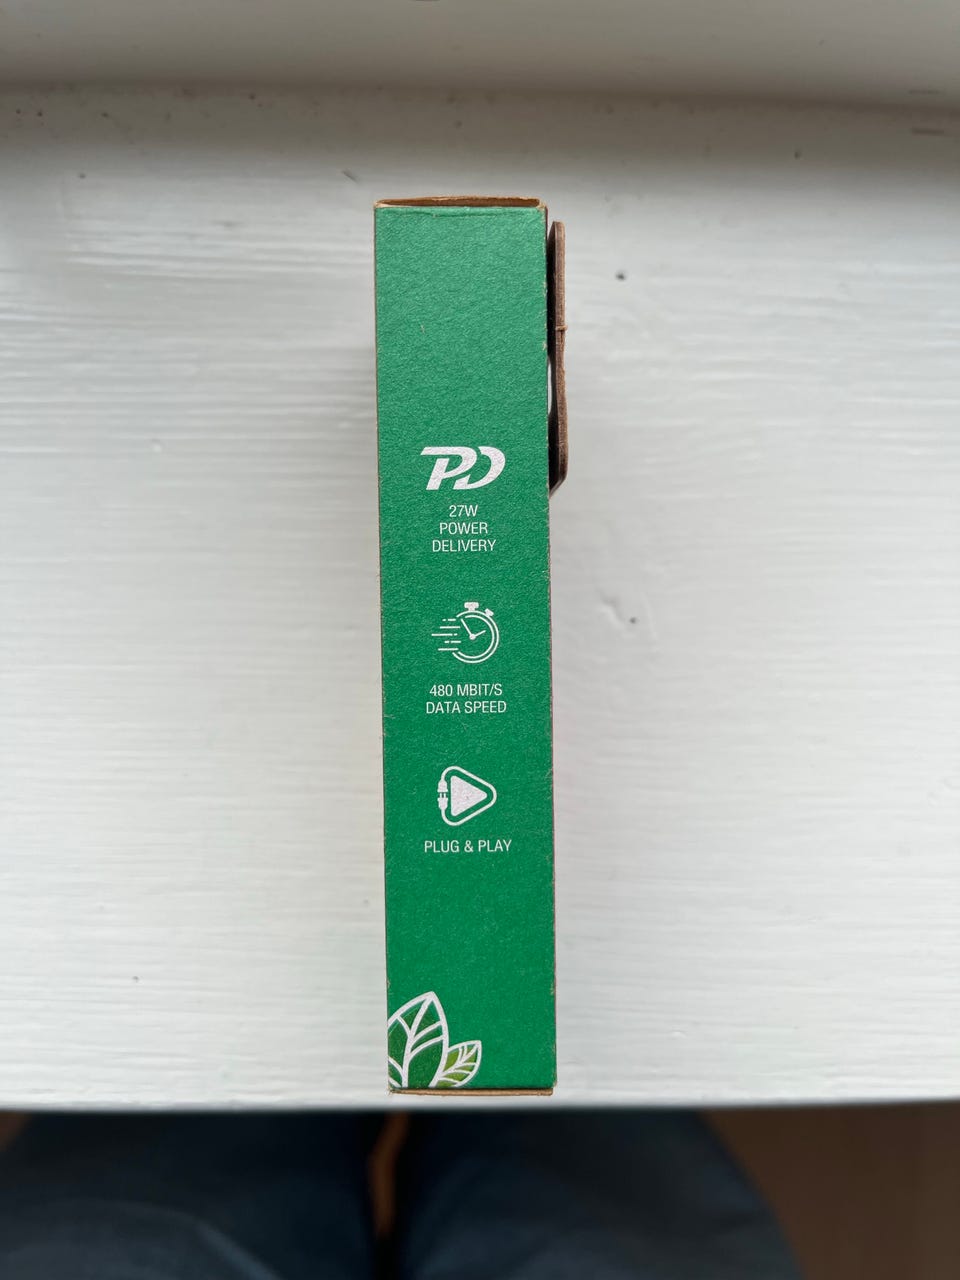 PD
27W
POWER
DELIVERY
480 MBIT/S
DATA SPEED
PLUG & PLAY